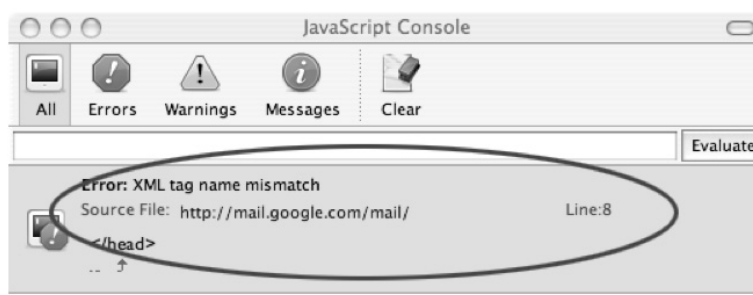 JavaScript Console
All Errors Warnings Messages Clear
Evaluate
Error: XML tag name mismatch
Source File: http://mail.google.com/mail/ Line:8
</head>